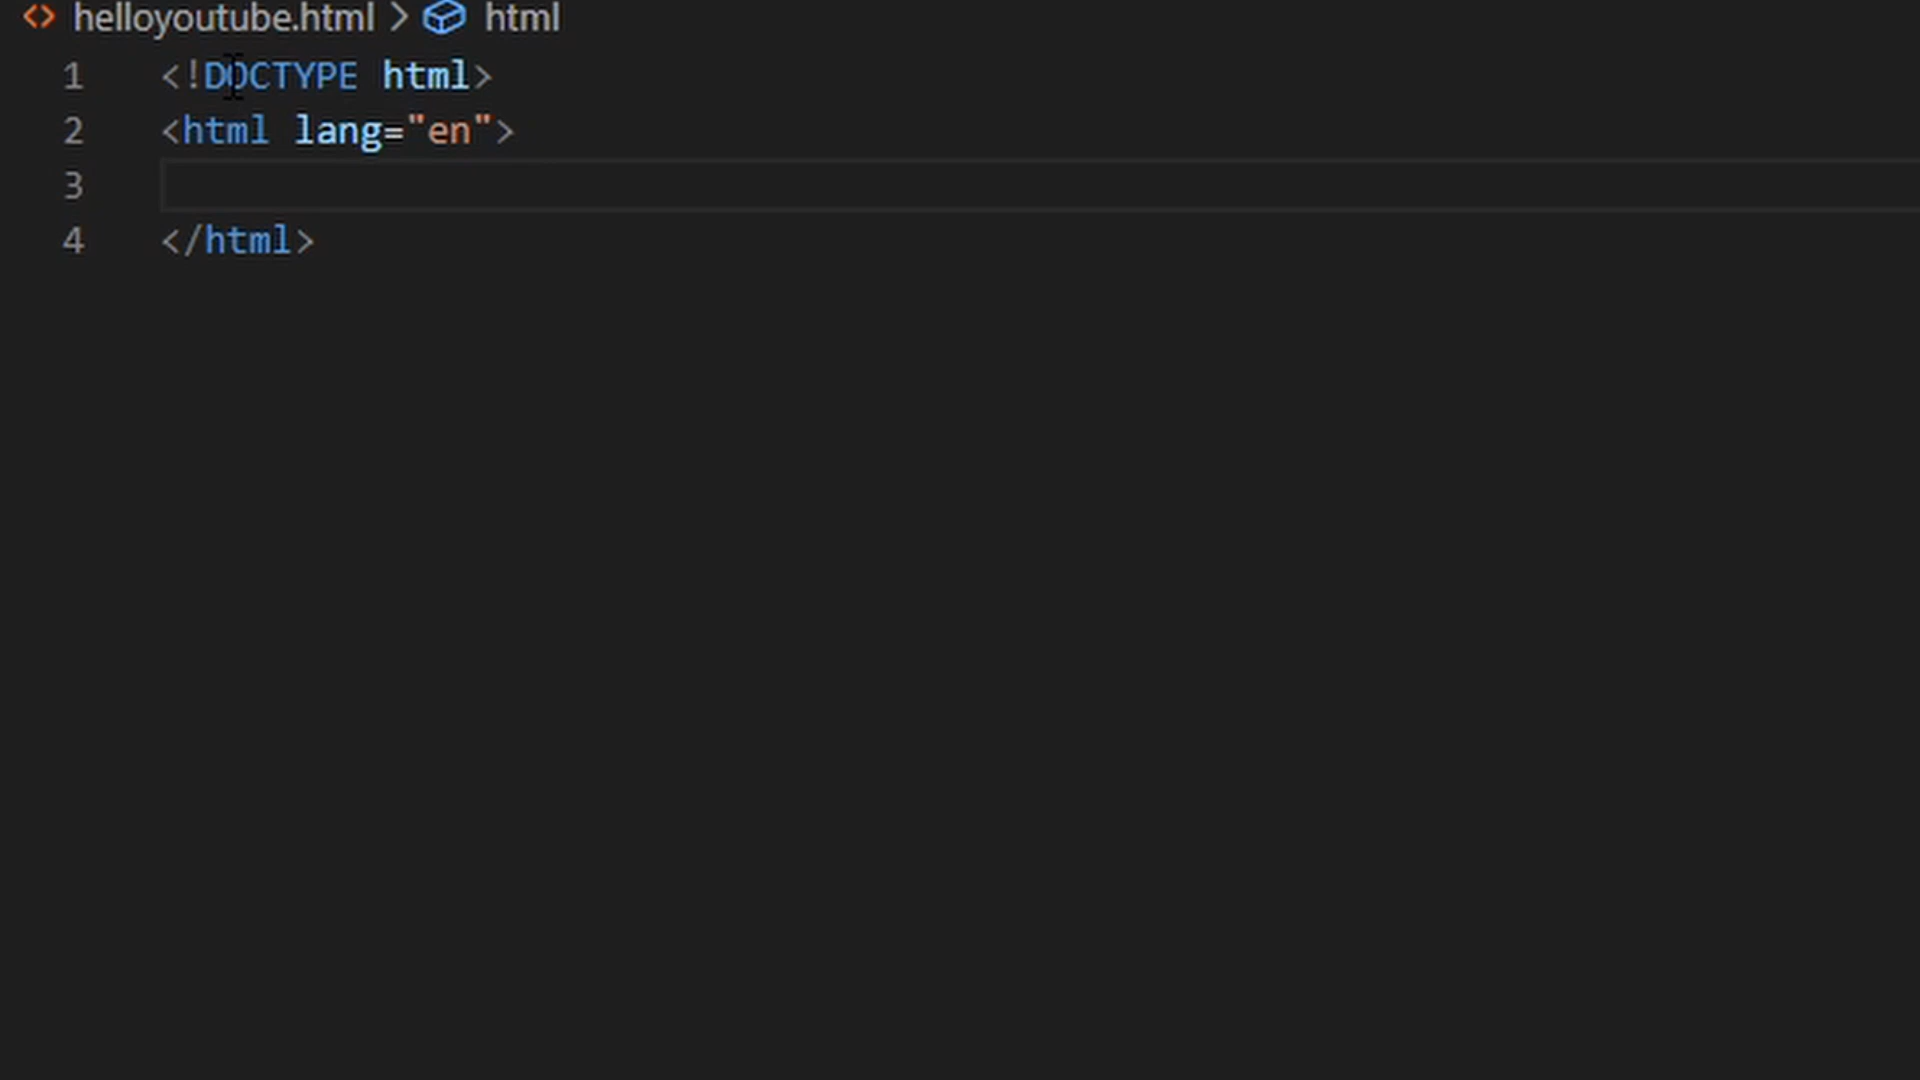 helloyoutube.html > html
1 <!DOCTYPE html>
2 <html lang="en">
3
4 </html>